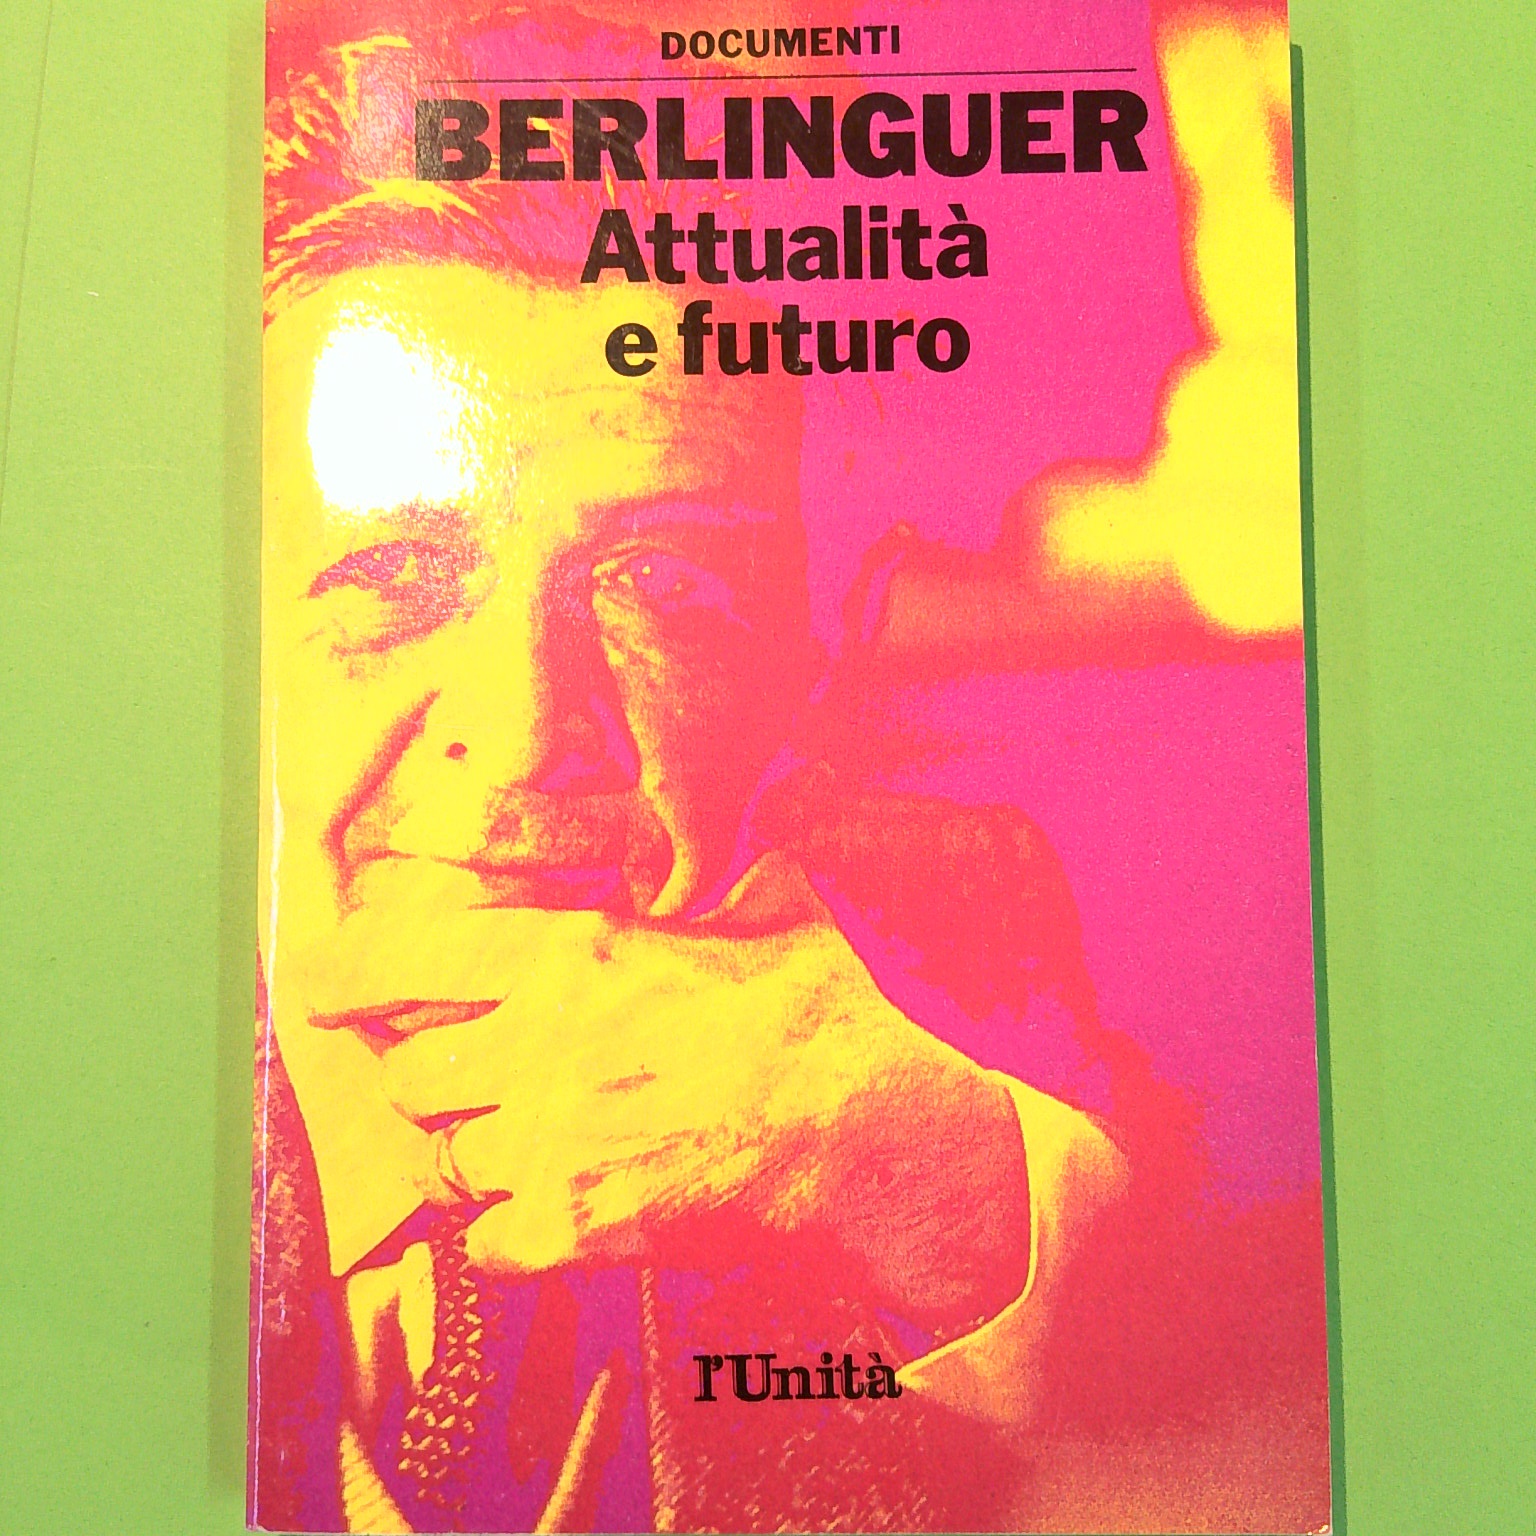 DOCUMENTI
BERLINGUER
Attualità
e futuro
l'Unità